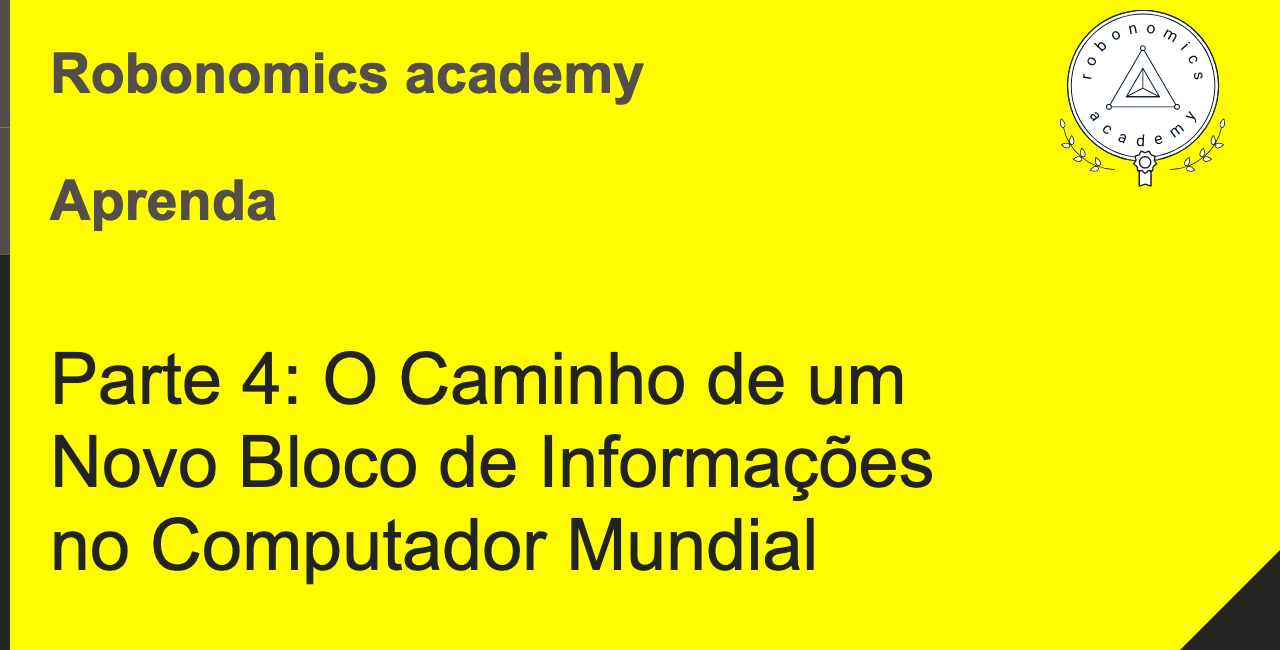 Robonomics academy
robonomics
academy
Aprenda
Parte 4: O Caminho de um
Novo Bloco de Informações
no Computador Mundial